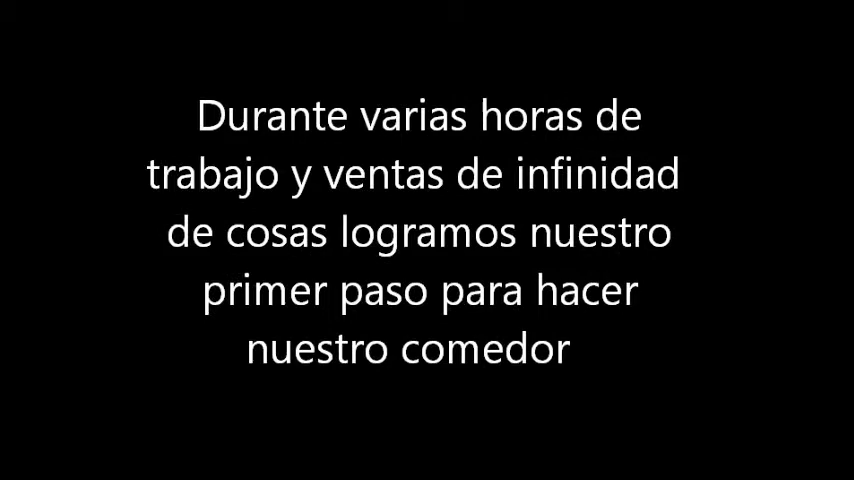 Durante varias horas de
trabajo y ventas de infinidad
de cosas logramos nuestro
primer paso para hacer
nuestro comedor